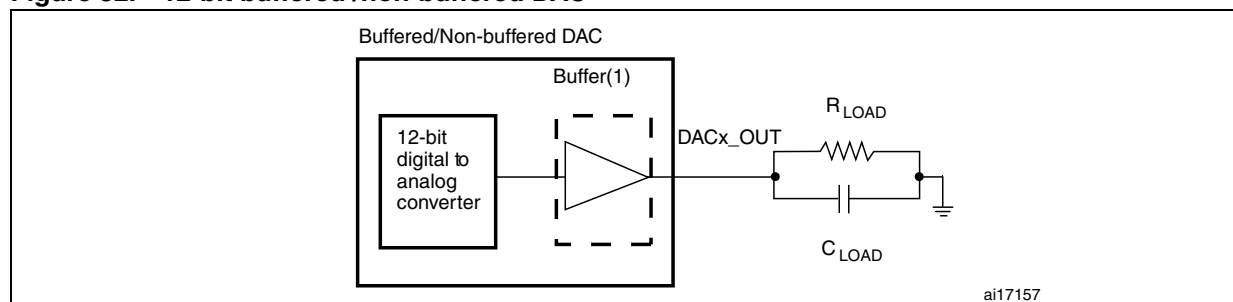 Buffered/Non-buffered DAC
Buffer(1)
12-bit
digital to
analog
converter
DACx_OUT
R LOAD
C LOAD
ai17157